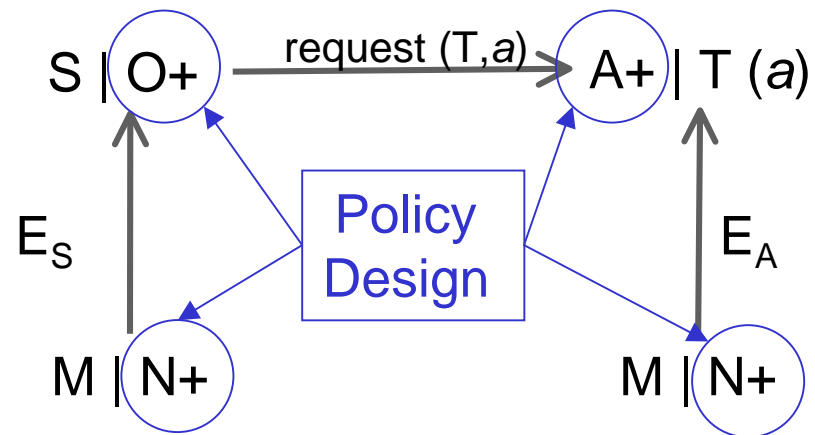 S | O+ request (T,a) A+ | T (a)
Policy
Design
E_S E_A
M | N+ M | N+